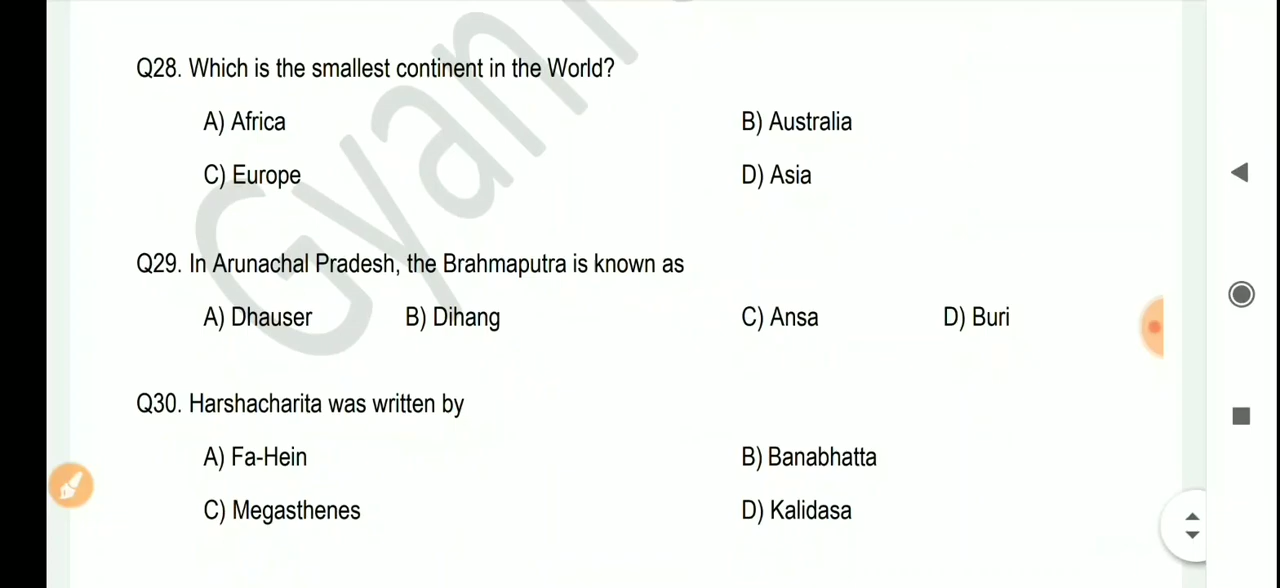 Q28. Which is the smallest continent in the World?
A) Africa B) Australia
C) Europe D) Asia
Q29. In Arunachal Pradesh, the Brahmaputra is known as
A) Dhauser B) Dihang C) Ansa D) Buri
Q30. Harshacharita was written by
A) Fa-Hein B) Banabhatta
C) Megasthenes D) Kalidasa
Gyan